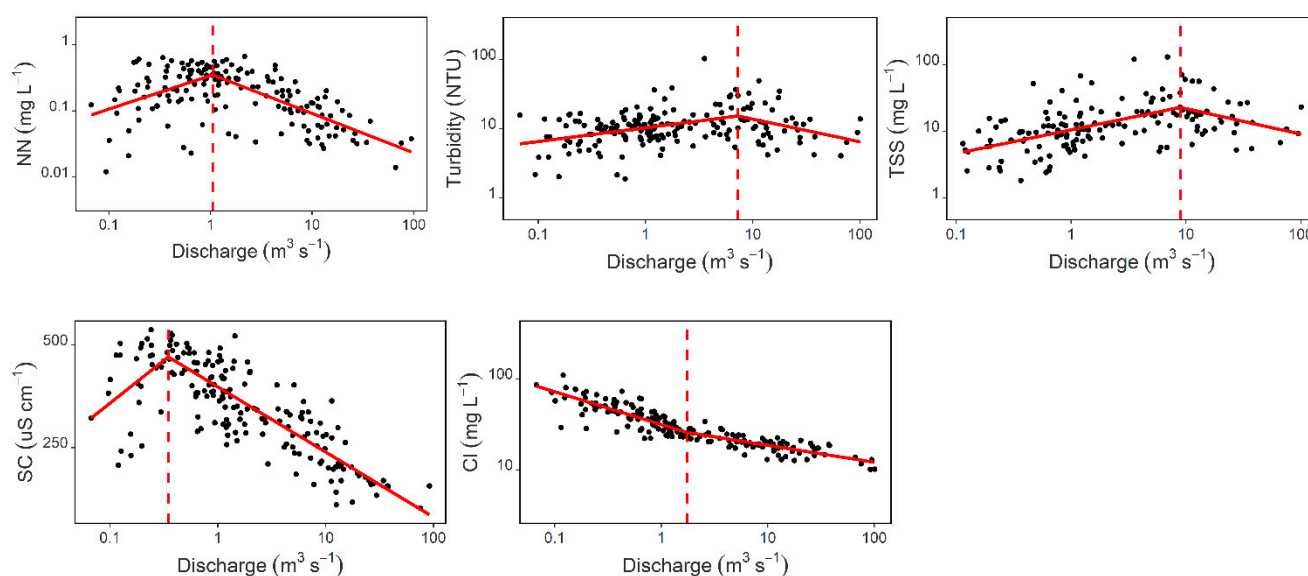 NN (mg L⁻¹)
1
0.1
0.01
0.1 1 10 100
Discharge (m³ s⁻¹)
Turbidity (NTU)
100
10
1
0.1 1 10 100
Discharge (m³ s⁻¹)
TSS (mg L⁻¹)
100
10
1
0.1 1 10 100
Discharge (m³ s⁻¹)
SC (uS cm⁻¹)
500
250
0.1 1 10 100
Discharge (m³ s⁻¹)
Cl (mg L⁻¹)
100
10
0.1 1 10 100
Discharge (m³ s⁻¹)